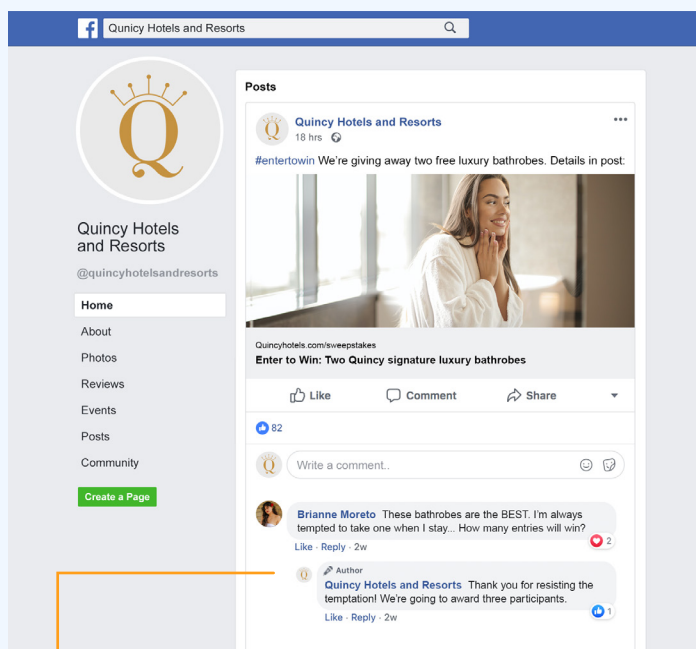 Qunicy Hotels and Resorts
Q
Quincy Hotels
and Resorts
@quincyhotelsandresorts
Home
About
Photos
Reviews
Events
Posts
Community
Create a Page
Posts
Q
Quincy Hotels and Resorts
18 hrs
#entertowin We're giving away two free luxury bathrobes. Details in post:
Quincyhotels.com/sweepstakes
Enter to Win: Two Quincy signature luxury bathrobes
Like
Comment
Share
82
Q
Write a comment..
Brianne Moreto These bathrobes are the BEST. I'm always
tempted to take one when I stay... How many entries will win?
2
Like · Reply · 2w
Q
Author
Quincy Hotels and Resorts Thank you for resisting the
temptation! We're going to award three participants.
1
Like · Reply · 2w